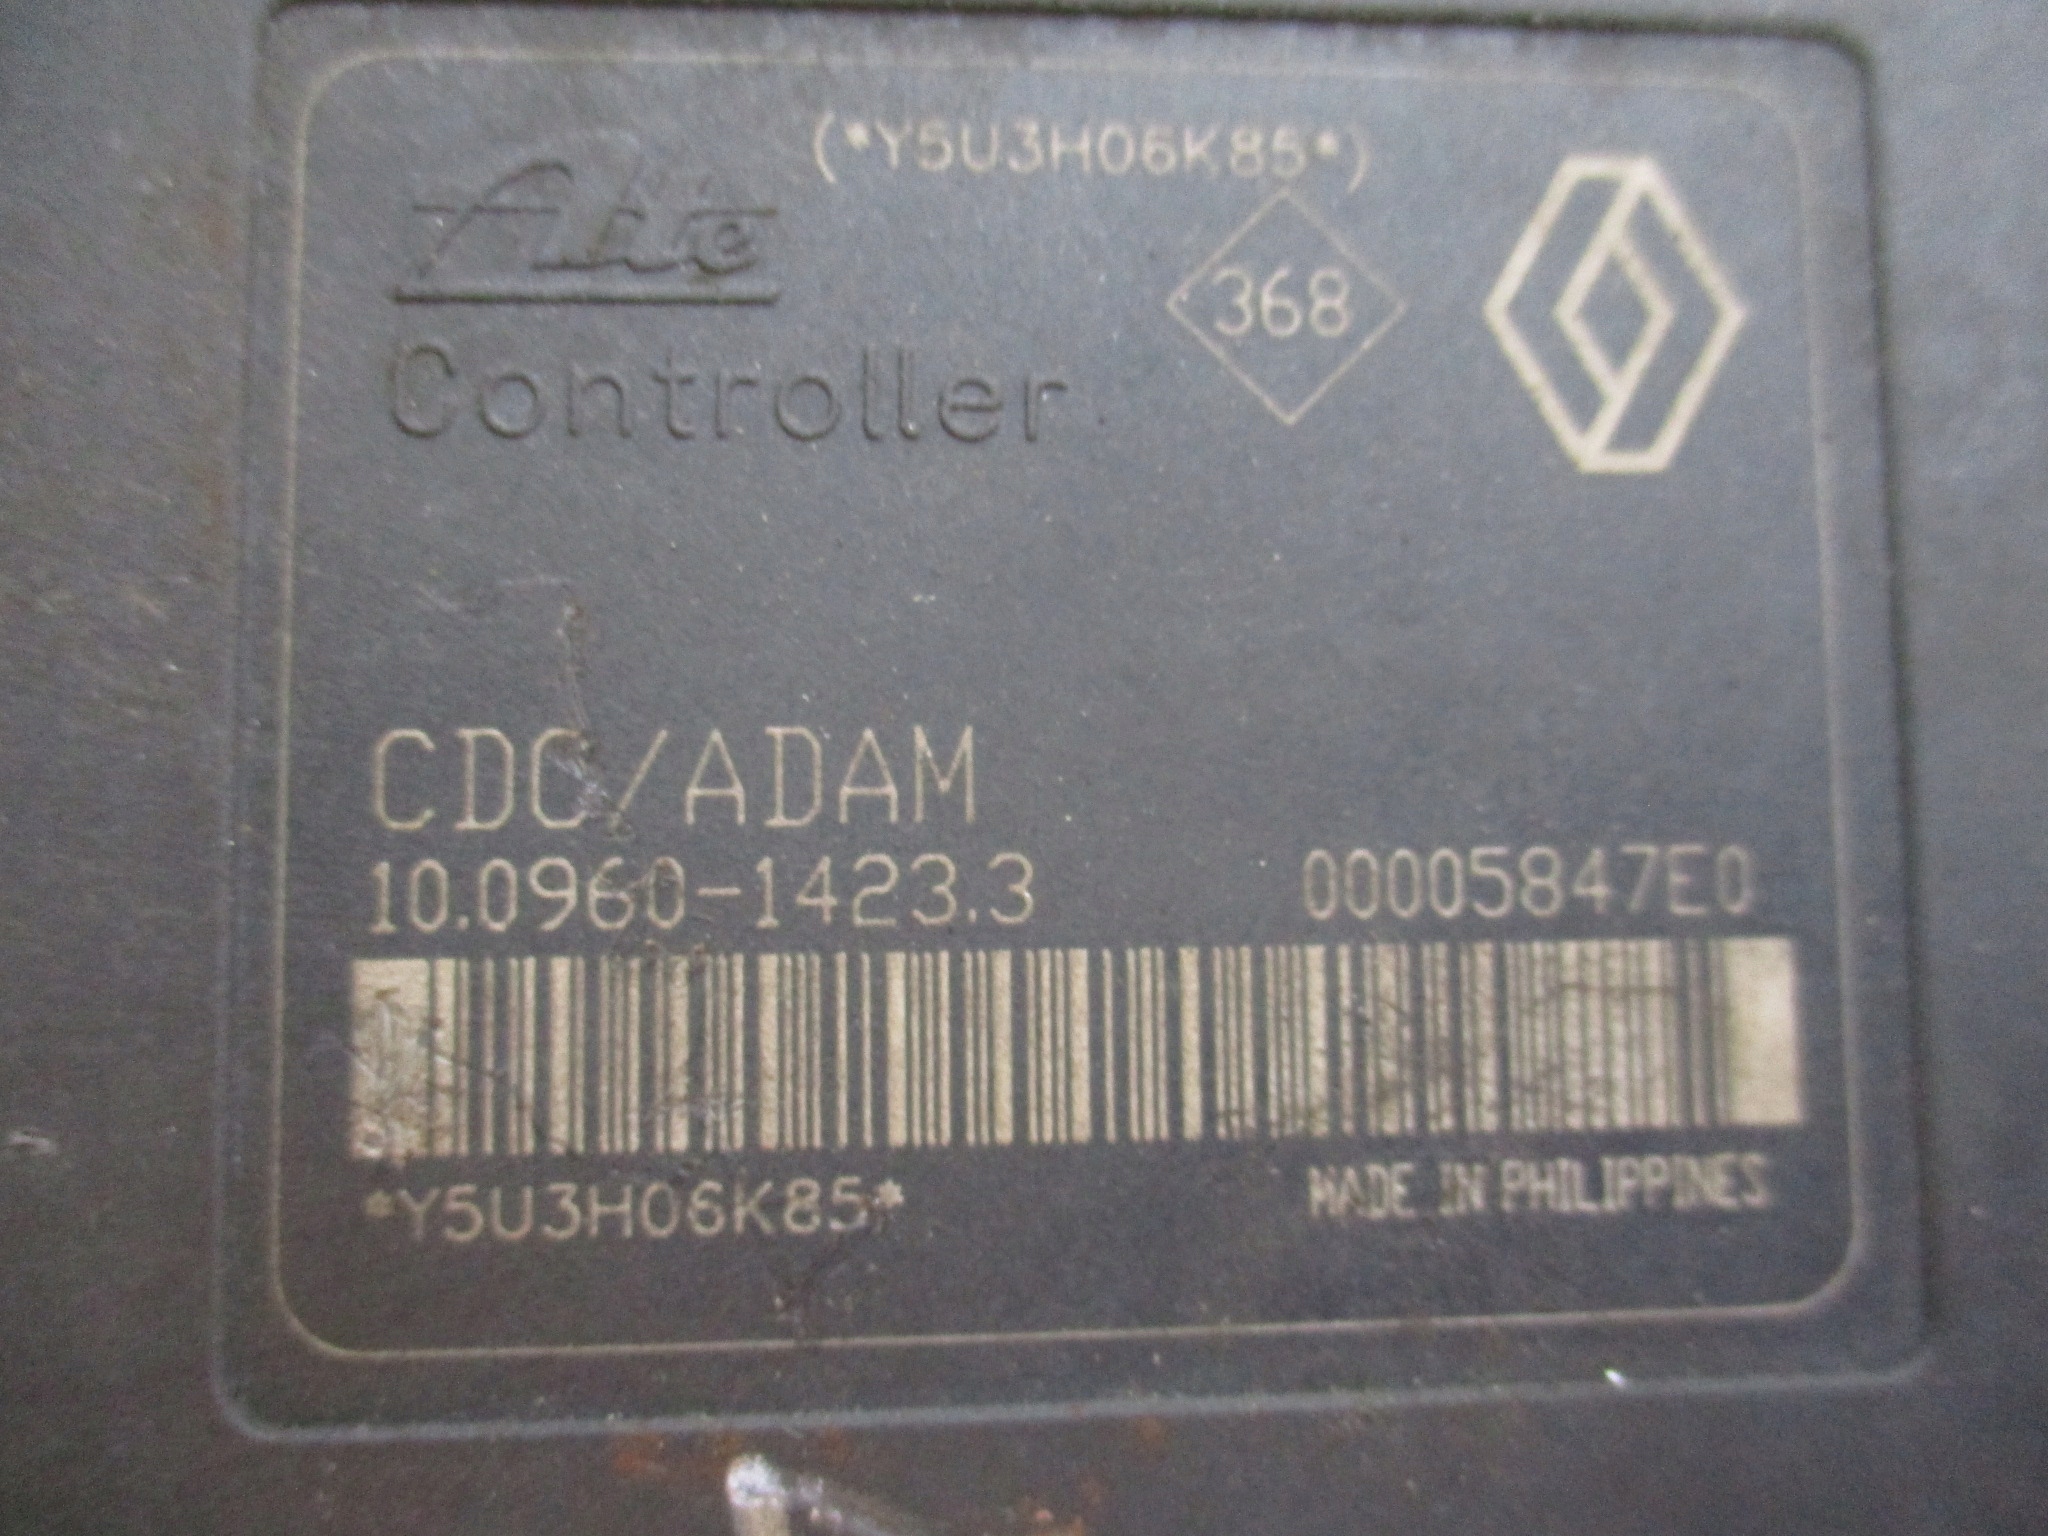 (*Y5U3H06K85*)
Ate
368
Controller
CDC/ADAM
10.0960-1423.3
00005847E0
*Y5U3H06K85*
MADE IN PHILIPPINES